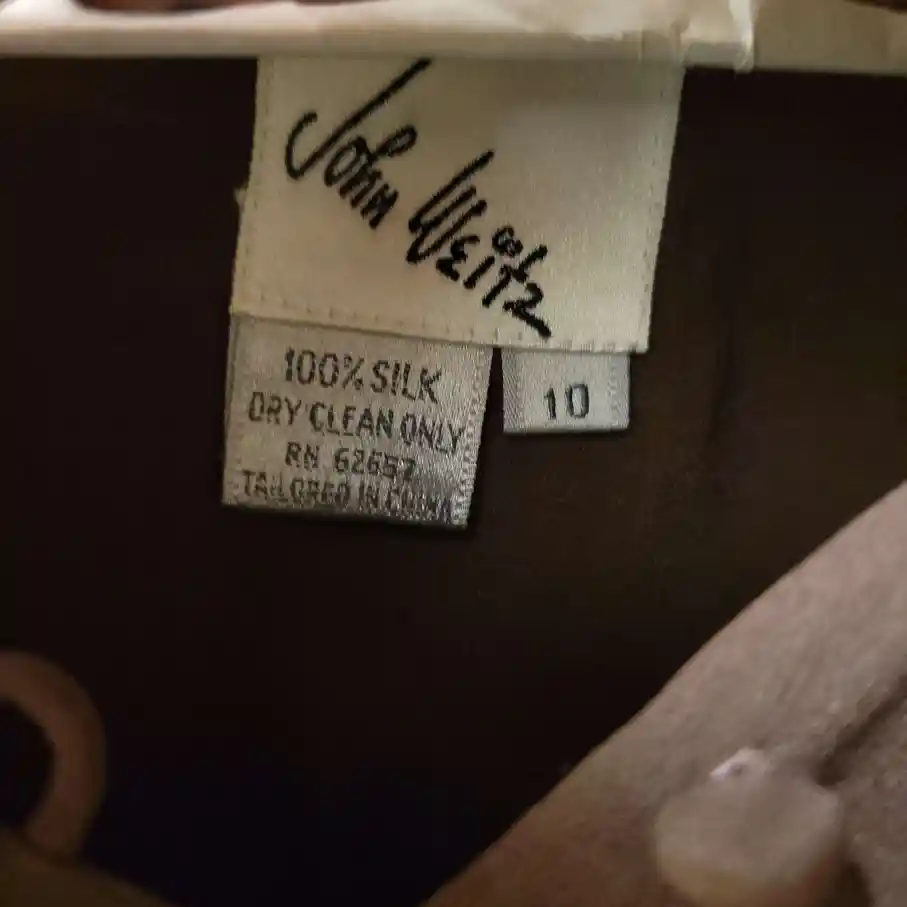 John Weitz
100% SILK
DRY CLEAN ONLY
RN 62657
TAILORED IN CHINA
10